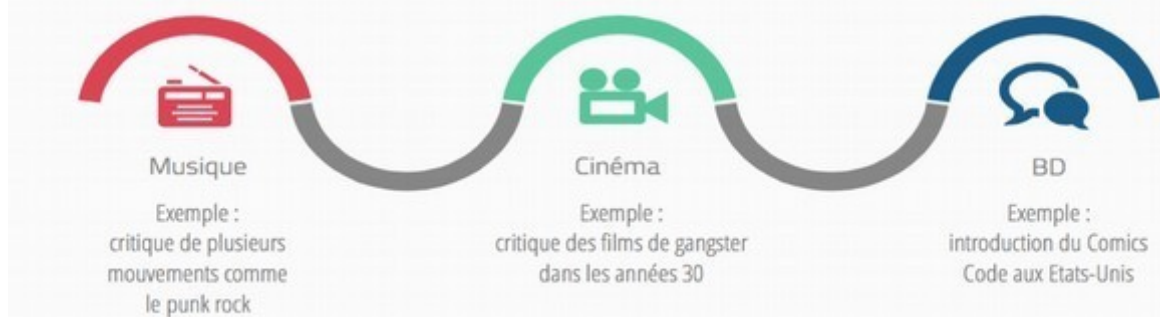 Musique
Exemple :
critique de plusieurs
mouvements comme
le punk rock
Cinéma
Exemple :
critique des films de gangster
dans les années 30
BD
Exemple :
introduction du Comics
Code aux Etats-Unis